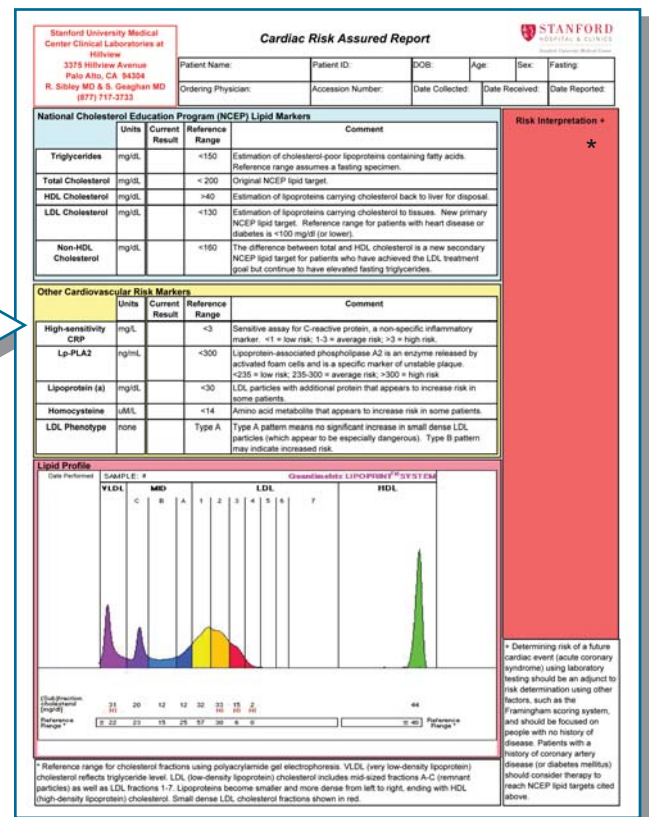 Stanford University Medical
Center Clinical Laboratories at
Hillview
3375 Hillview Avenue
Palo Alto, CA 94304
R. Sibley MD & S. Geaghan MD
(877) 717-3733
Cardiac Risk Assured Report
STANFORD
HOSPITAL & CLINICS
Stanford University Medical Center
Patient Name: Patient ID: DOB: Age: Sex: Fasting:
Ordering Physician: Accession Number: Date Collected: Date Received: Date Reported:
National Cholesterol Education Program (NCEP) Lipid Markers
Units Current Result Reference Range Comment
Triglycerides mg/dL <150 Estimation of cholesterol-poor lipoproteins containing fatty acids.
Reference range assumes a fasting specimen.
Total Cholesterol mg/dL < 200 Original NCEP lipid target.
HDL Cholesterol mg/dL >40 Estimation of lipoproteins carrying cholesterol back to liver for disposal.
LDL Cholesterol mg/dL <130 Estimation of lipoproteins carrying cholesterol to tissues. New primary
NCEP lipid target. Reference range for patients with heart disease or
diabetes is <100 mg/dl (or lower).
Non-HDL Cholesterol mg/dL <160 The difference between total and HDL cholesterol is a new secondary
NCEP lipid target for patients who have achieved the LDL treatment
goal but continue to have elevated fasting triglycerides.
Other Cardiovascular Risk Markers
Units Current Result Reference Range Comment
High-sensitivity CRP mg/L <3 Sensitive assay for C-reactive protein, a non-specific inflammatory
marker. <1 = low risk; 1-3 = average risk; >3 = high risk.
Lp-PLA2 ng/mL <300 Lipoprotein-associated phospholipase A2 is an enzyme released by
activated foam cells and is a specific marker of unstable plaque.
<235 = low risk; 235-300 = average risk; >300 = high risk
Lipoprotein (a) mg/dL <30 LDL particles with additional protein that appears to increase risk in
some patients.
Homocysteine uM/L <14 Amino acid metabolite that appears to increase risk in some patients.
LDL Phenotype none Type A Type A pattern means no significant increase in small dense LDL
particles (which appear to be especially dangerous). Type B pattern
may indicate increased risk.
Lipid Profile
Date Performed SAMPLE: # Quantimetrix LIPOPRINT SYSTEM
VLDL MID LDL HDL
C B A 1 2 3 4 5 6 7
(Sub)fraction
cholesterol
(mg/dl) 31 20 12 12 32 33 15 2 44
HI HI HI HI
Reference
Range * ≤ 22 23 15 25 57 30 6 0 ≥ 40 Reference
Range *
* Reference range for cholesterol fractions using polyacrylamide gel electrophoresis. VLDL (very low-density lipoprotein)
cholesterol reflects triglyceride level. LDL (low-density lipoprotein) cholesterol includes mid-sized fractions A-C (remnant
particles) as well as LDL fractions 1-7. Lipoproteins become smaller and more dense from left to right, ending with HDL
(high-density lipoprotein) cholesterol. Small dense LDL cholesterol fractions shown in red.
Risk Interpretation +
*
+ Determining risk of a future
cardiac event (acute coronary
syndrome) using laboratory
testing should be an adjunct to
risk determination using other
factors, such as the
Framingham scoring system,
and should be focused on
people with no history of
disease. Patients with a
history of coronary artery
disease (or diabetes mellitus)
should consider therapy to
reach NCEP lipid targets cited
above.